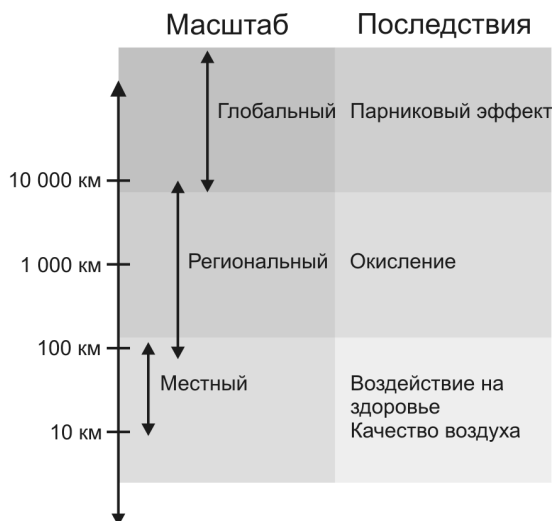 Масштаб Последствия
Глобальный Парниковый эффект
10 000 км
Региональный Окисление
1 000 км
100 км
Местный Воздействие на
здоровье
10 км Качество воздуха